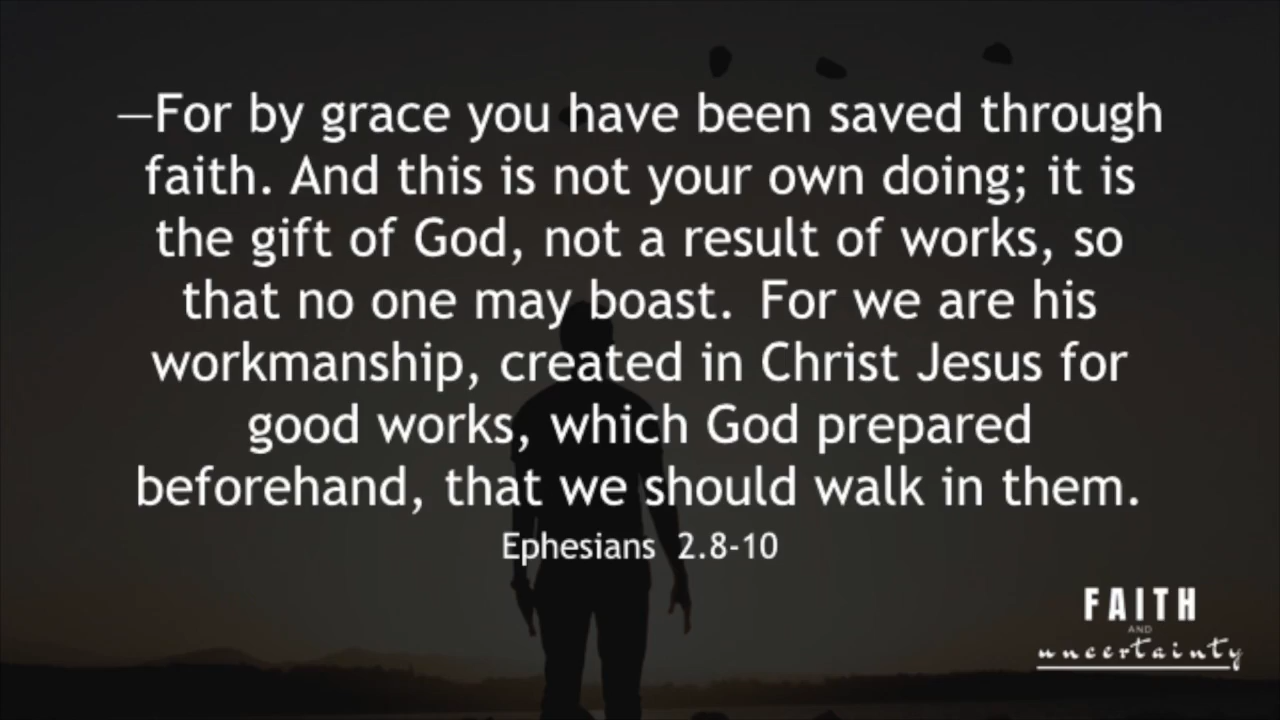 —For by grace you have been saved through
faith. And this is not your own doing; it is
the gift of God, not a result of works, so
that no one may boast. For we are his
workmanship, created in Christ Jesus for
good works, which God prepared
beforehand, that we should walk in them.
Ephesians 2.8-10
FAITH
AND
uncertainty